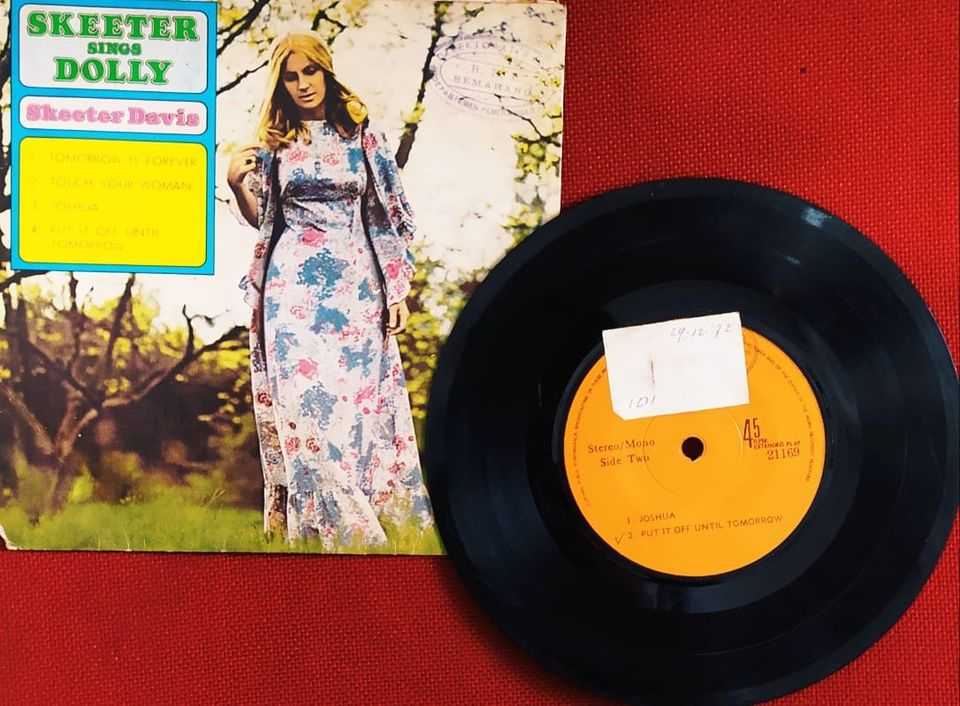 SKEETER
SINGS
DOLLY
Skeeter Davis
1. TOMORROW IS FOREVER
2. TOUCH YOUR WOMAN
3. JOSHUA
4. PUT IT OFF UNTIL
TOMORROW
29-12-72
101
Stereo/Mono
Side Two
45
RPM
EXTENDED PLAY
21169
1. JOSHUA
✓ 2. PUT IT OFF UNTIL TOMORROW